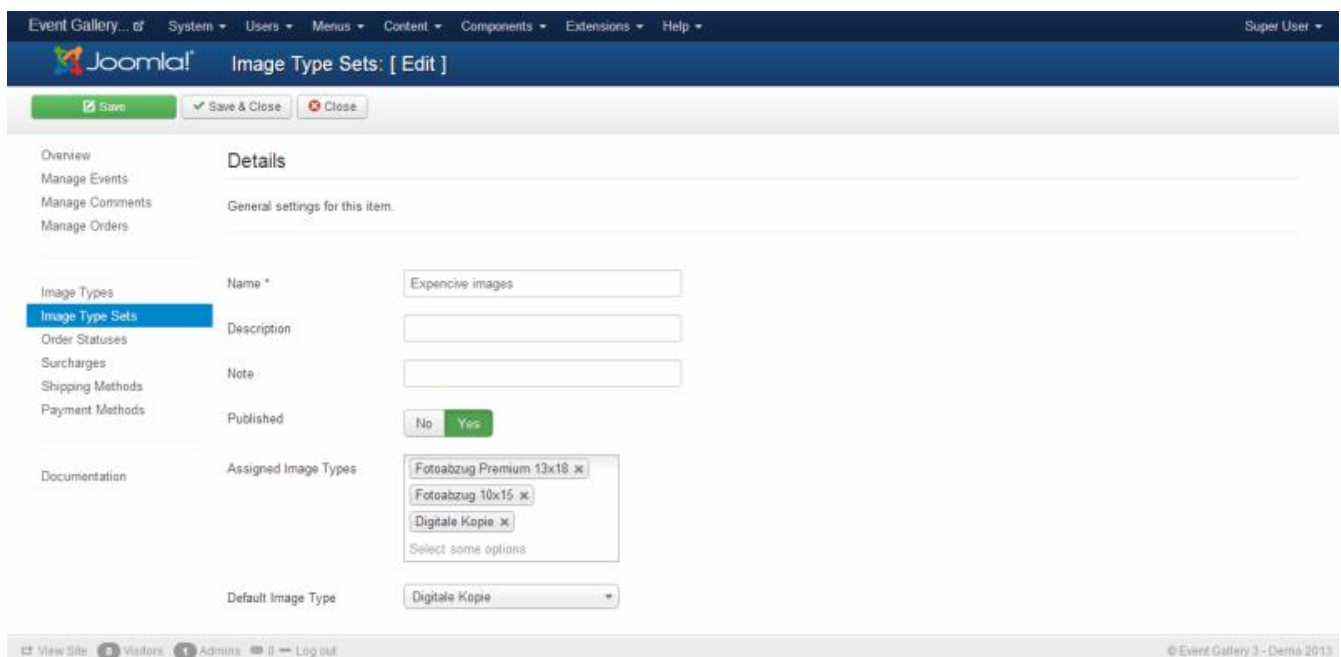 Event Gallery... System Users Menus Content Components Extensions Help Super User
Joomla! Image Type Sets: [ Edit ]
Save Save & Close Close
Overview
Manage Events
Manage Comments
Manage Orders
Image Types
Image Type Sets
Order Statuses
Surcharges
Shipping Methods
Payment Methods
Documentation
Details
General settings for this item.
Name * Expencive images
Description
Note
Published No Yes
Assigned Image Types Fotoabzug Premium 13x18 x
Fotoabzug 10x15 x
Digitale Kopie x
Select some options
Default Image Type Digitale Kopie
View Site 0 Visitors 1 Admins 0 Log out © Event Gallery 3 - Demo 2013